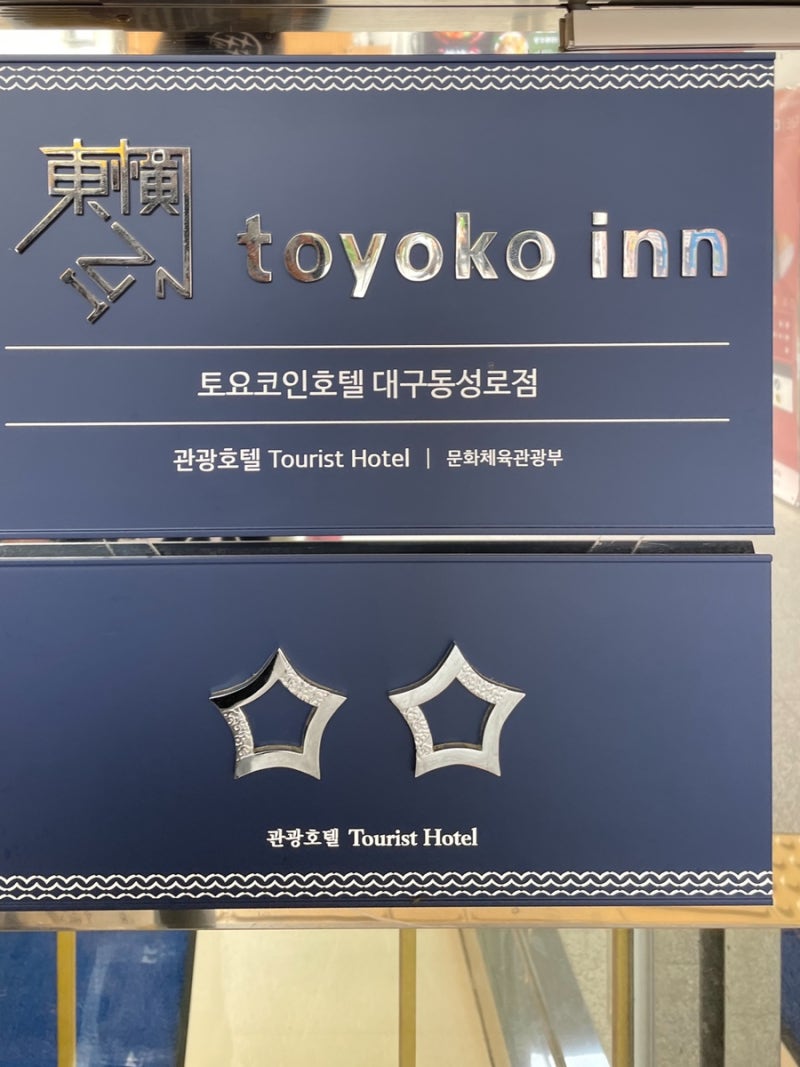 東横
INN
toyoko inn
토요코인호텔 대구동성로점
관광호텔 Tourist Hotel | 문화체육관광부
관광호텔 Tourist Hotel